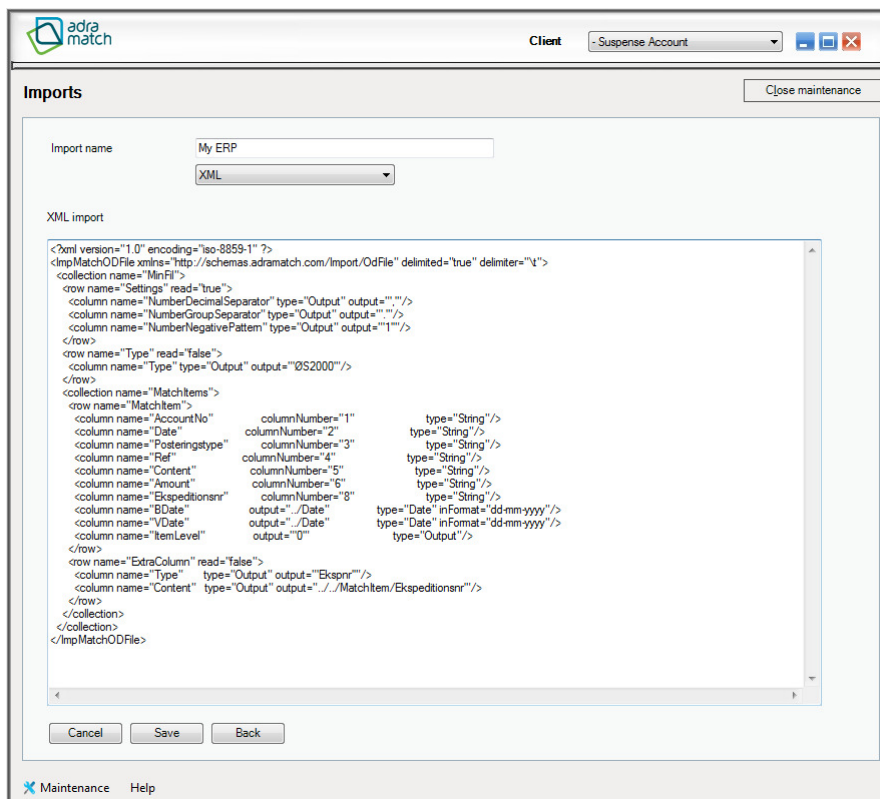 adra
match
Client - Suspense Account
Imports
Close maintenance
Import name My ERP
XML
XML import
<?xml version="1.0" encoding="iso-8859-1" ?>
<ImpMatchODFile xmlns="http://schemas.adramatch.com/Import/OdFile" delimited="true" delimiter="\t">
<collection name="MinFil">
<row name="Settings" read="true">
<column name="NumberDecimalSeparator" type="Output" output="','"/>
<column name="NumberGroupSeparator" type="Output" output="'.'"/>
<column name="NumberNegativePattern" type="Output" output="'1'"/>
</row>
<row name="Type" read="false">
<column name="Type" type="Output" output="'ØS2000'"/>
</row>
<collection name="MatchItems">
<row name="MatchItem">
<column name="AccountNo" columnNumber="1" type="String"/>
<column name="Date" columnNumber="2" type="String"/>
<column name="Posteringstype" columnNumber="3" type="String"/>
<column name="Ref" columnNumber="4" type="String"/>
<column name="Content" columnNumber="5" type="String"/>
<column name="Amount" columnNumber="6" type="String"/>
<column name="Ekspeditionsnr" columnNumber="8" type="String"/>
<column name="BDate" output="../Date" type="Date" inFormat="dd-mm-yyyy"/>
<column name="VDate" output="../Date" type="Date" inFormat="dd-mm-yyyy"/>
<column name="ItemLevel" output="'0'" type="Output"/>
</row>
<row name="ExtraColumn" read="false">
<column name="Type" type="Output" output="'Ekspnr'"/>
<column name="Content" type="Output" output="../../MatchItem/Ekspeditionsnr"/>
</row>
</collection>
</collection>
</ImpMatchODFile>
Cancel Save Back
Maintenance Help